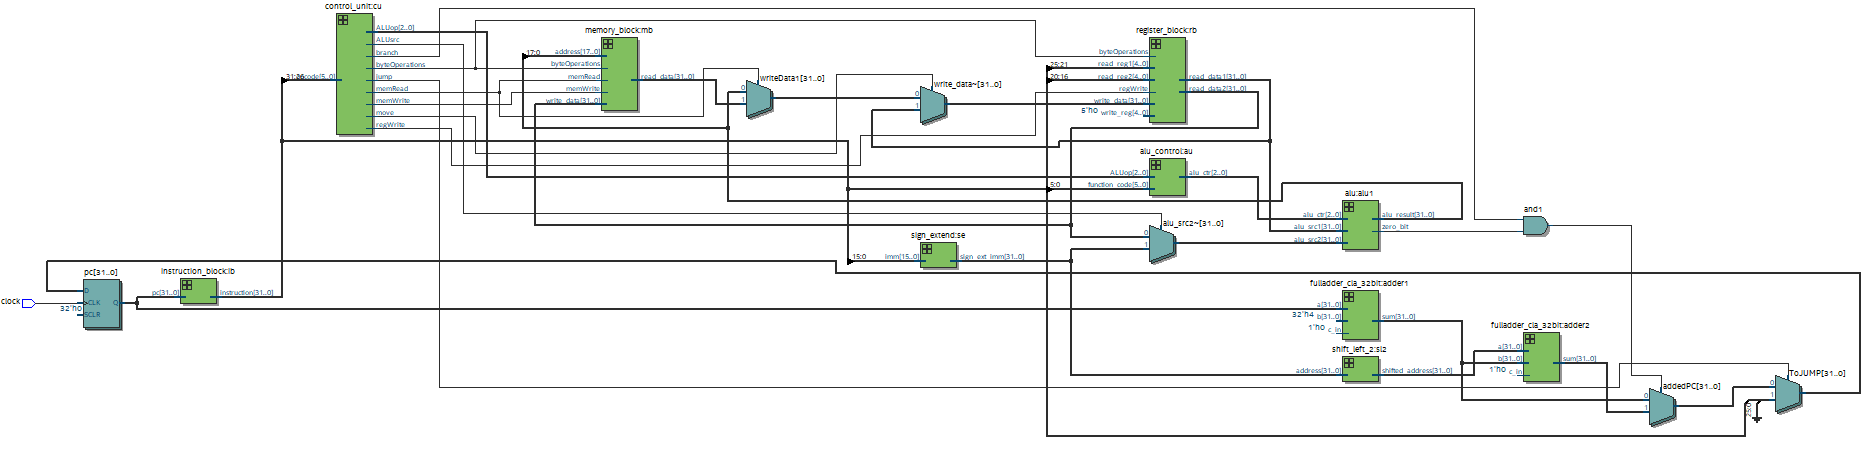 control_unit:cu
31:26
opcode[5..0]
ALUop[2..0]
ALUsrc
branch
byteOperations
jump
memRead
memWrite
move
regWrite
memory_block:mb
17:0
address[17..0]
byteOperations
memRead
memWrite
write_data[31..0]
read_data[31..0]
writeData1[31..0]
0
1
write_data~[31..0]
0
1
register_block:rb
byteOperations
25:21
read_reg1[4..0]
20:16
read_reg2[4..0]
regWrite
write_data[31..0]
5'h0
write_reg[4..0]
read_data1[31..0]
read_data2[31..0]
alu_control:au
ALUop[2..0]
5:0
function_code[5..0]
alu_ctr[2..0]
alu:alu1
alu_ctr[2..0]
alu_src1[31..0]
alu_src2[31..0]
alu_result[31..0]
zero_bit
and1
alu_src2~[31..0]
0
1
sign_extend:se
15:0
imm[15..0]
sign_ext_imm[31..0]
pc[31..0]
clock
32'h0
D
CLK
SCLR
Q
instruction_block:ib
pc[31..0]
instruction[31..0]
fulladder_cla_32bit:adder1
a[31..0]
32'h4
b[31..0]
1'h0
c_in
sum[31..0]
shift_left_2:sl2
address[31..0]
shifted_address[31..0]
fulladder_cla_32bit:adder2
a[31..0]
b[31..0]
1'h0
c_in
sum[31..0]
addedPC[31..0]
0
1
ToJUMP[31..0]
0
1
25:0